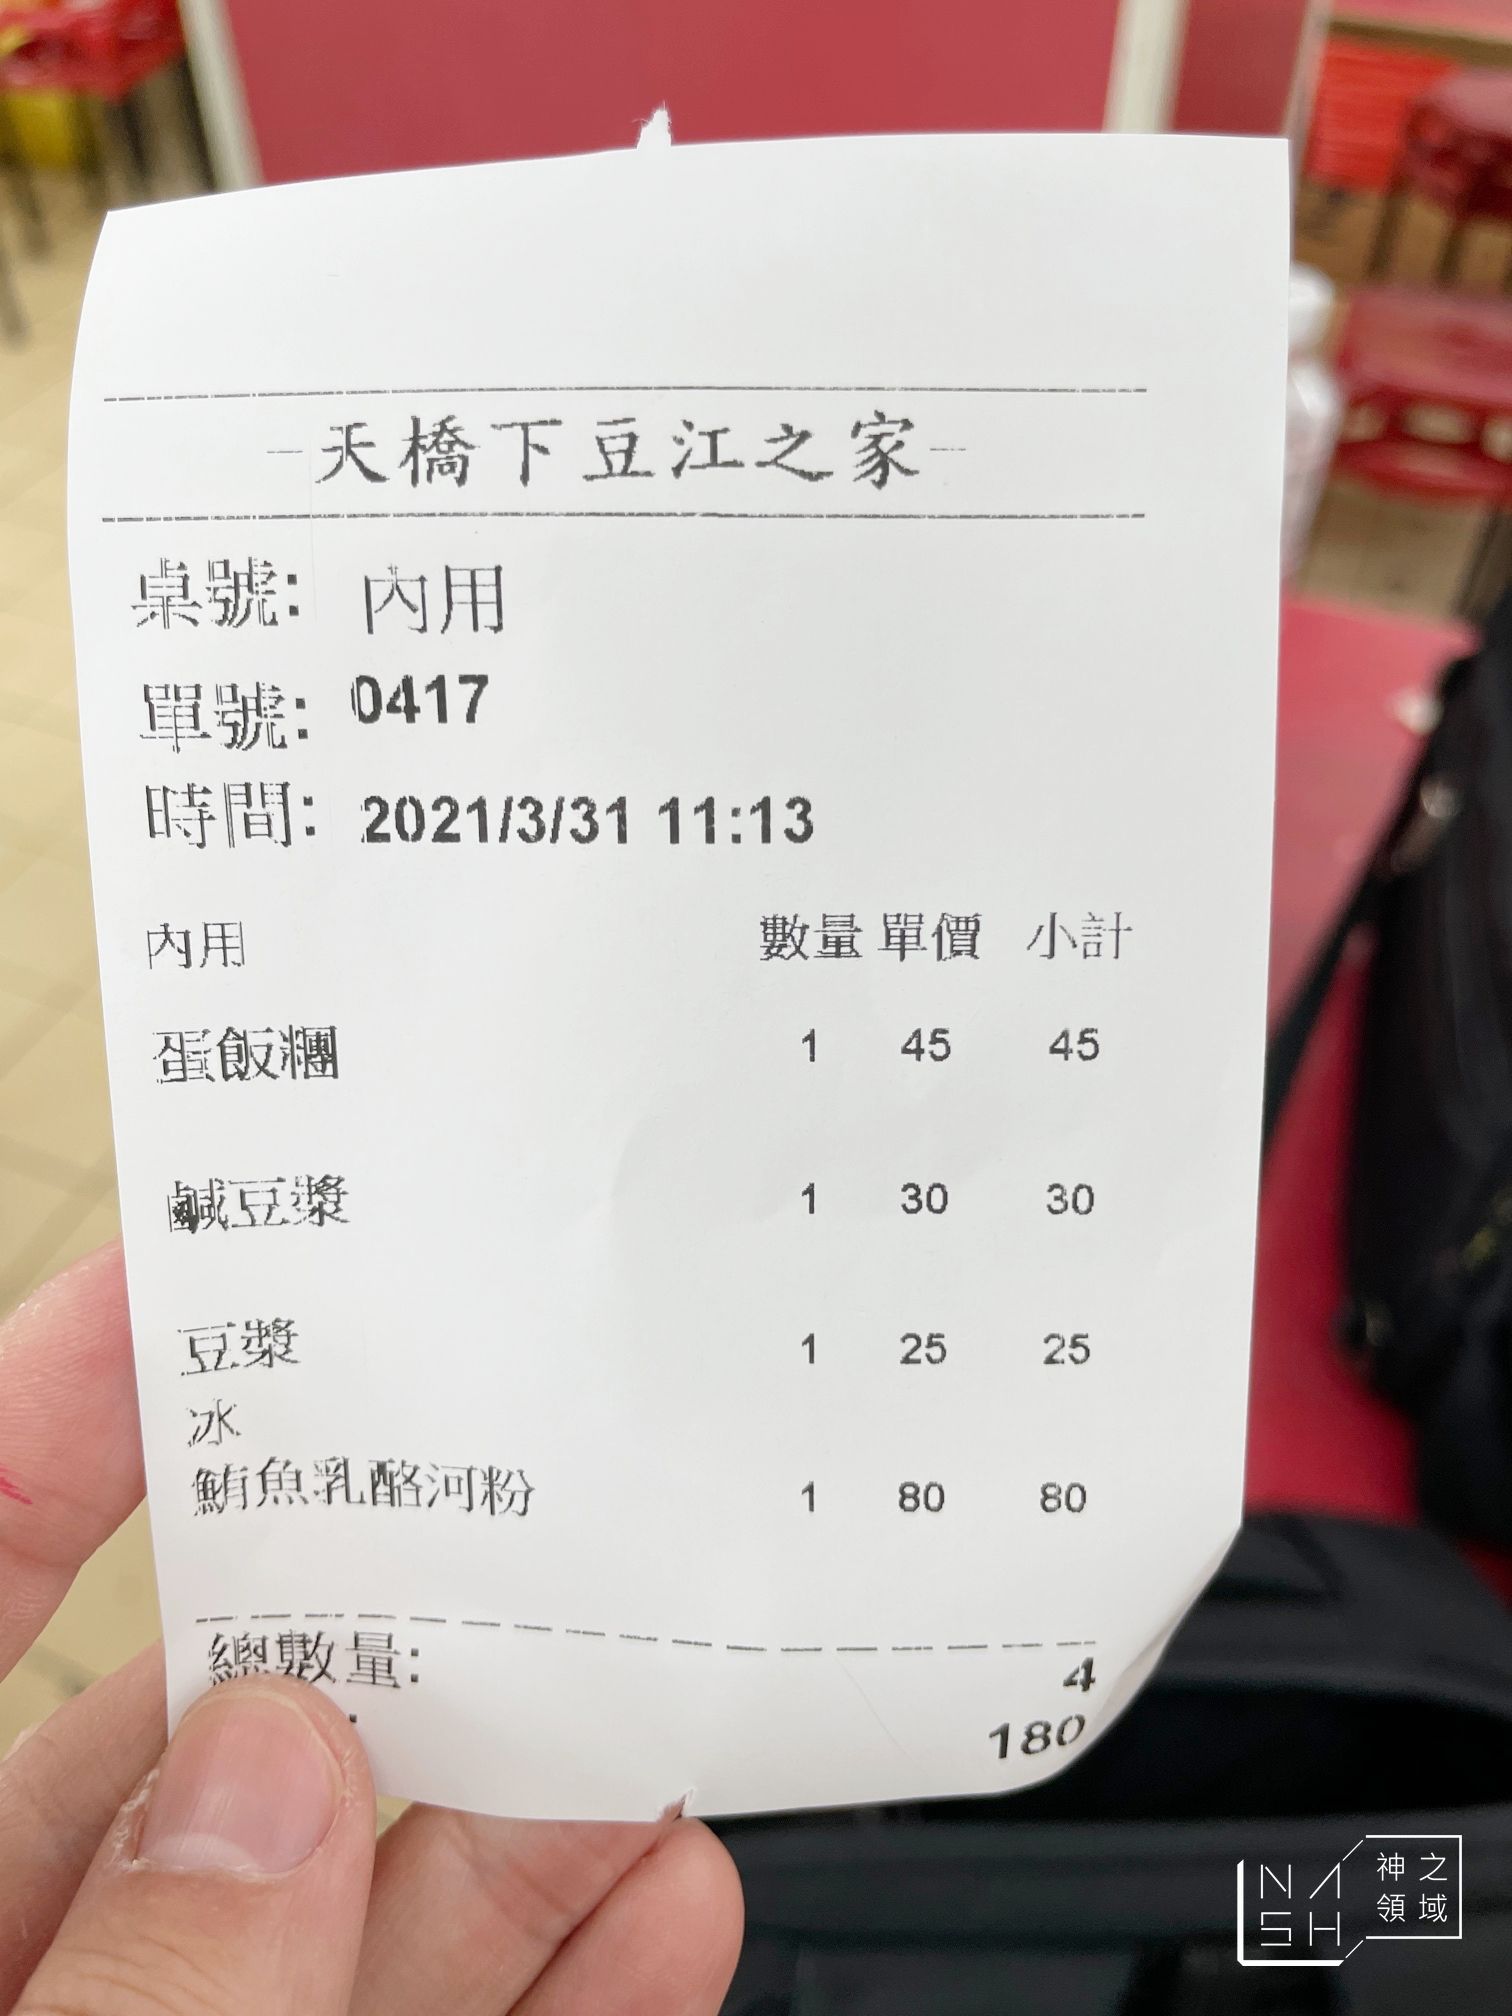 -天橋下豆江之家-
桌號: 內用
單號: 0417
時間: 2021/3/31 11:13
內用 數量 單價 小計
蛋飯糰 1 45 45
鹹豆漿 1 30 30
豆漿 1 25 25
冰
鮪魚乳酪河粉 1 80 80
總數量: 4
: 180
NASH 神之領域